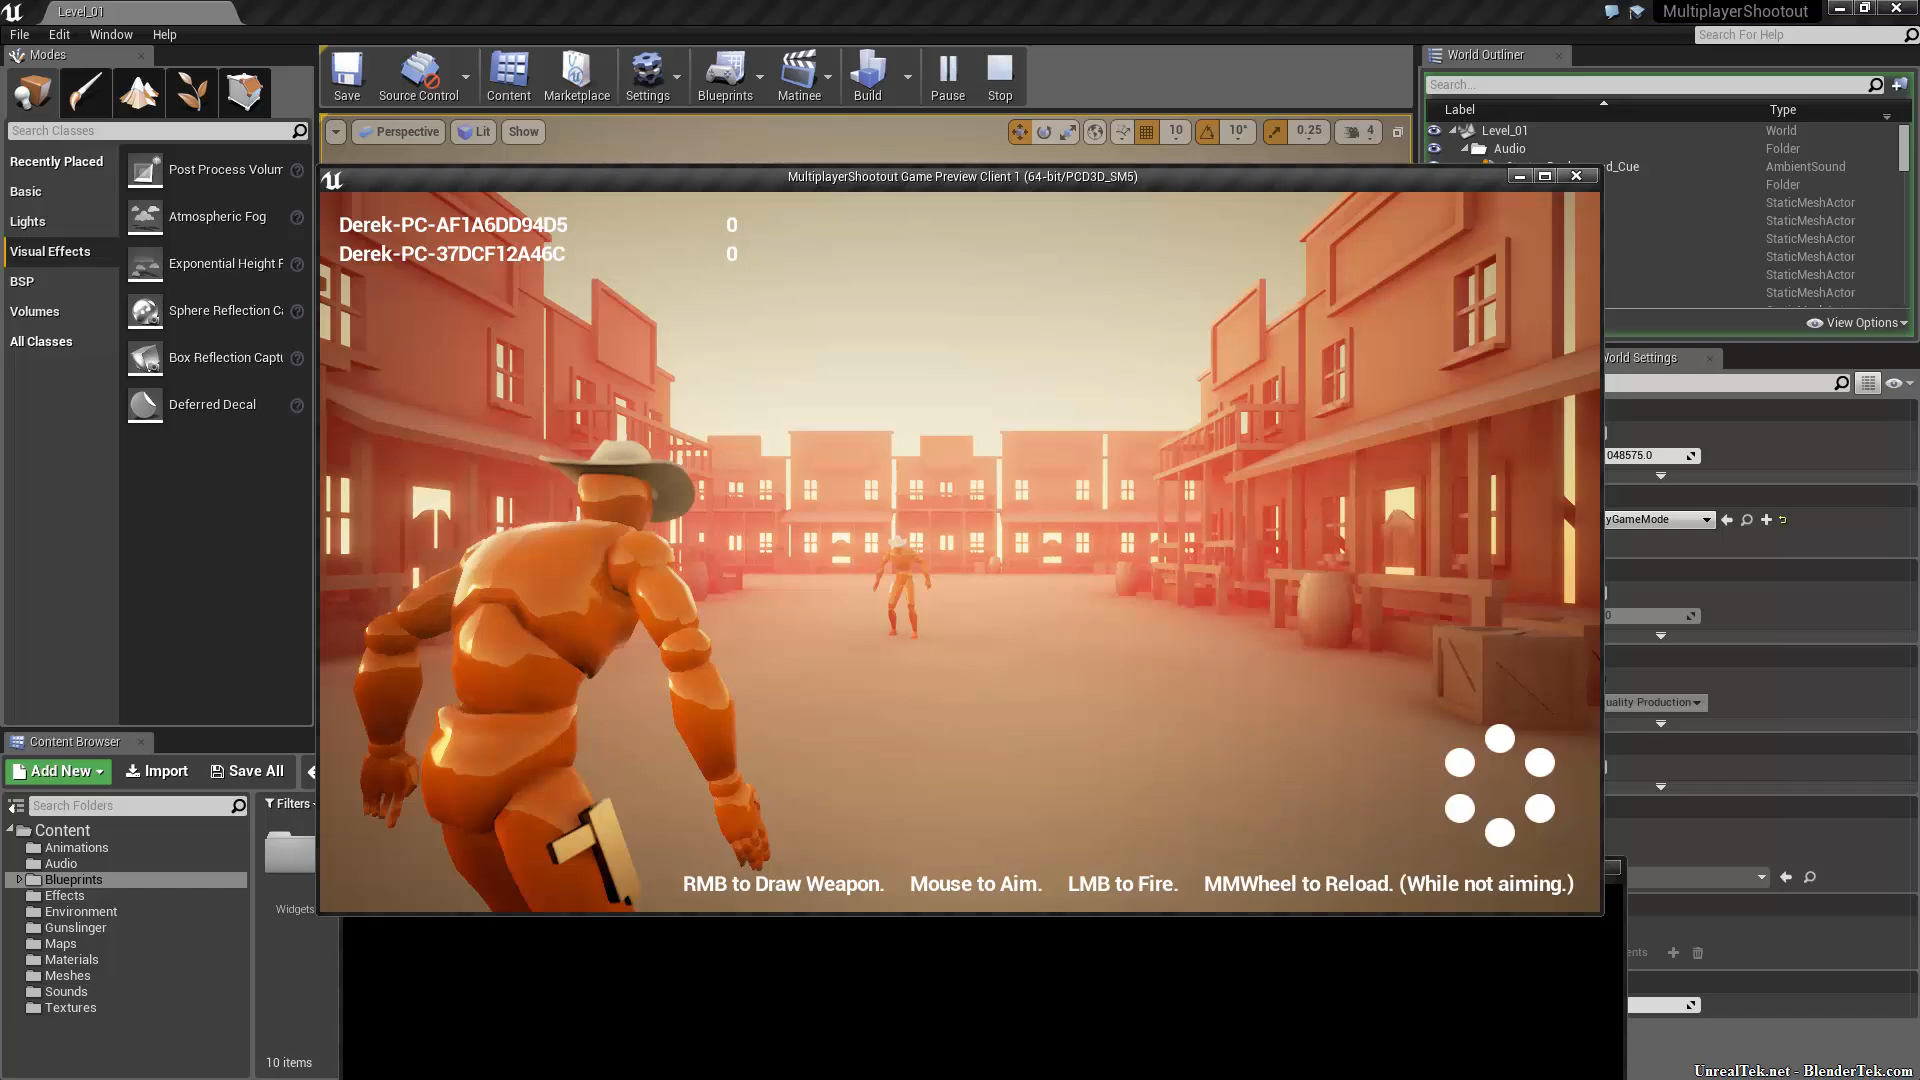 Level_01
MultiplayerShootout
File Edit Window Help
Search For Help
Modes
Save Source Control Content Marketplace Settings Blueprints Matinee Build Pause Stop
World Outliner
Search...
Label Type
Search Classes
Perspective Lit Show 10 10° 0.25 4
Level_01 World
Audio Folder
d_Cue AmbientSound
Folder
StaticMeshActor
StaticMeshActor
StaticMeshActor
StaticMeshActor
StaticMeshActor
StaticMeshActor
View Options
Recently Placed
Basic
Lights
Visual Effects
BSP
Volumes
All Classes
Post Process Volum
Atmospheric Fog
Exponential Height F
Sphere Reflection Ca
Box Reflection Captu
Deferred Decal
MultiplayerShootout Game Preview Client 1 (64-bit/PCD3D_SM5)
Derek-PC-AF1A6DD94D5 0
Derek-PC-37DCF12A46C 0
RMB to Draw Weapon. Mouse to Aim. LMB to Fire. MMWheel to Reload. (While not aiming.)
World Settings
048575.0
yGameMode
0
uality Production
ents
Content Browser
Add New Import Save All
Search Folders
Filters
Content
Animations
Audio
Blueprints
Effects
Environment
Gunslinger
Maps
Materials
Meshes
Sounds
Textures
Widgets
10 items
UnrealTek.net - BlenderTek.com